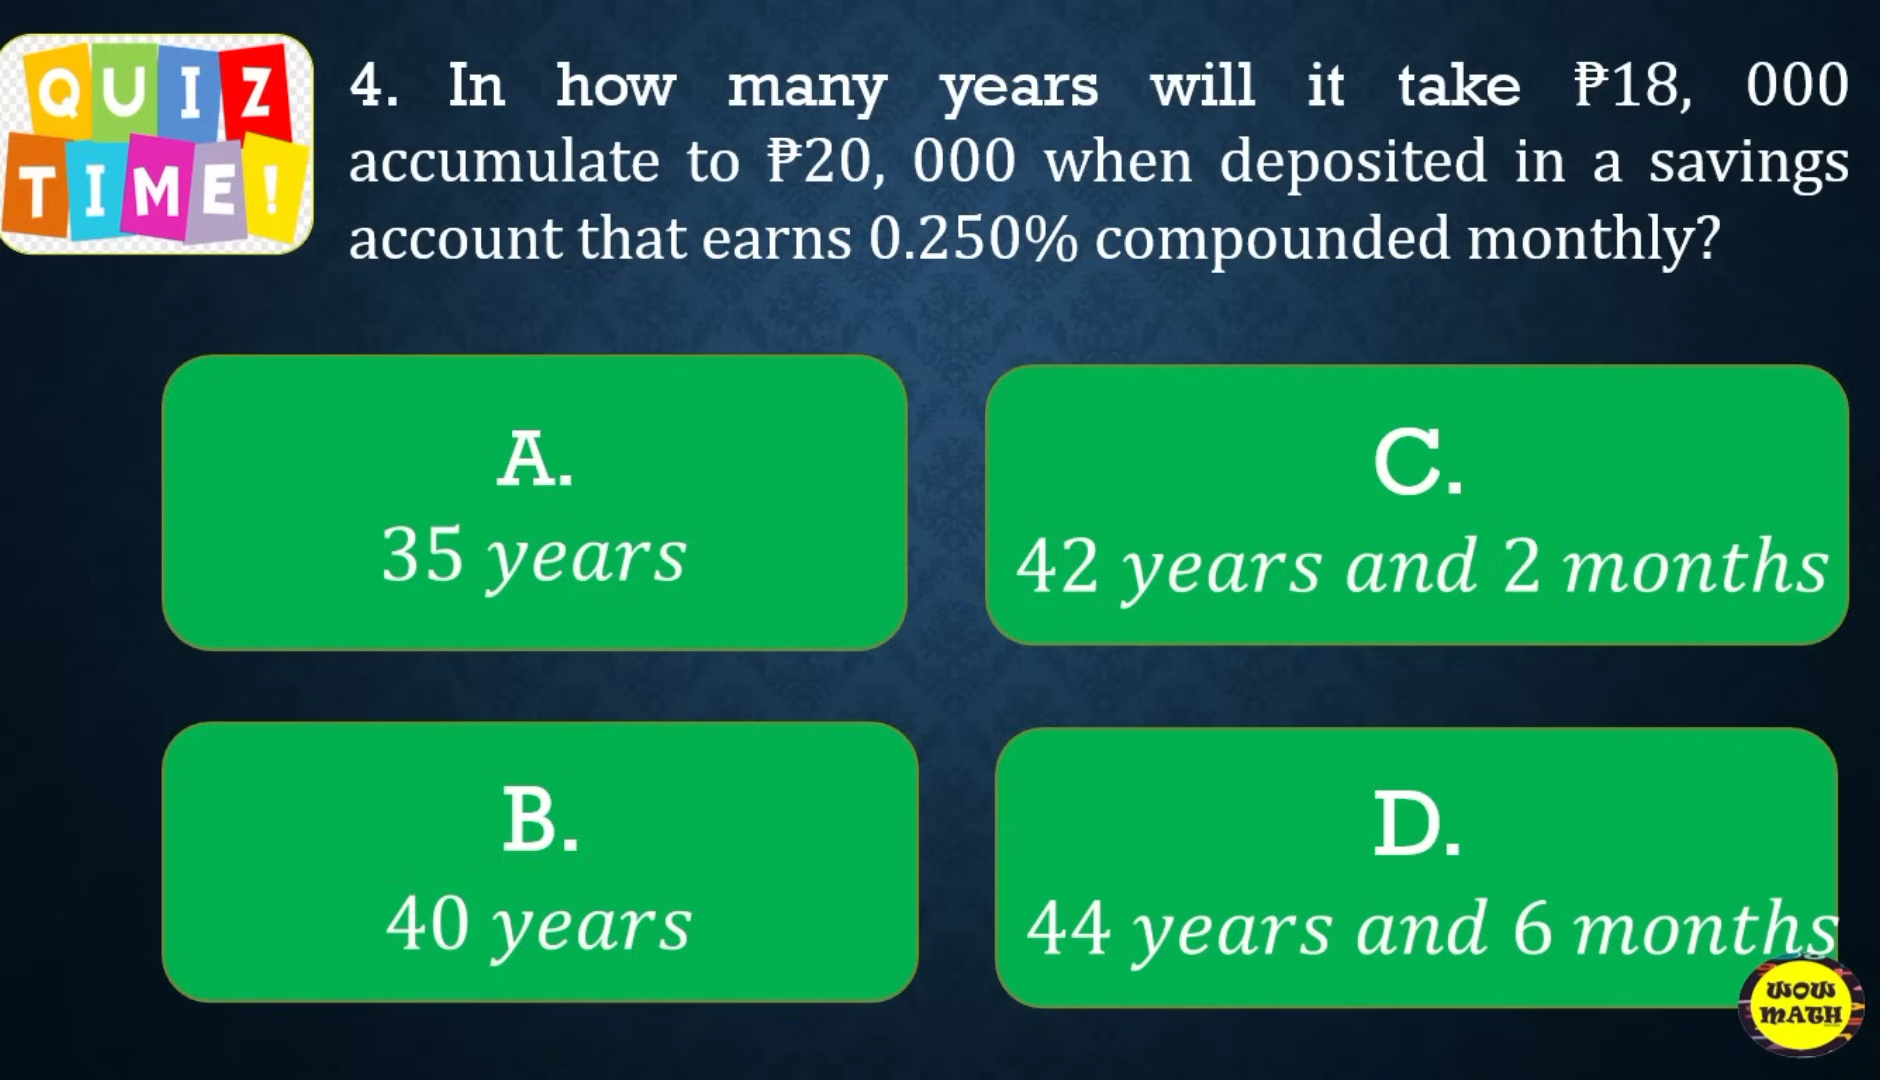 QUIZ
TIME!
4. In how many years will it take ₱18, 000
accumulate to ₱20, 000 when deposited in a savings
account that earns 0.250% compounded monthly?
A.
35 years
C.
42 years and 2 months
B.
40 years
D.
44 years and 6 months
WOW
MATH